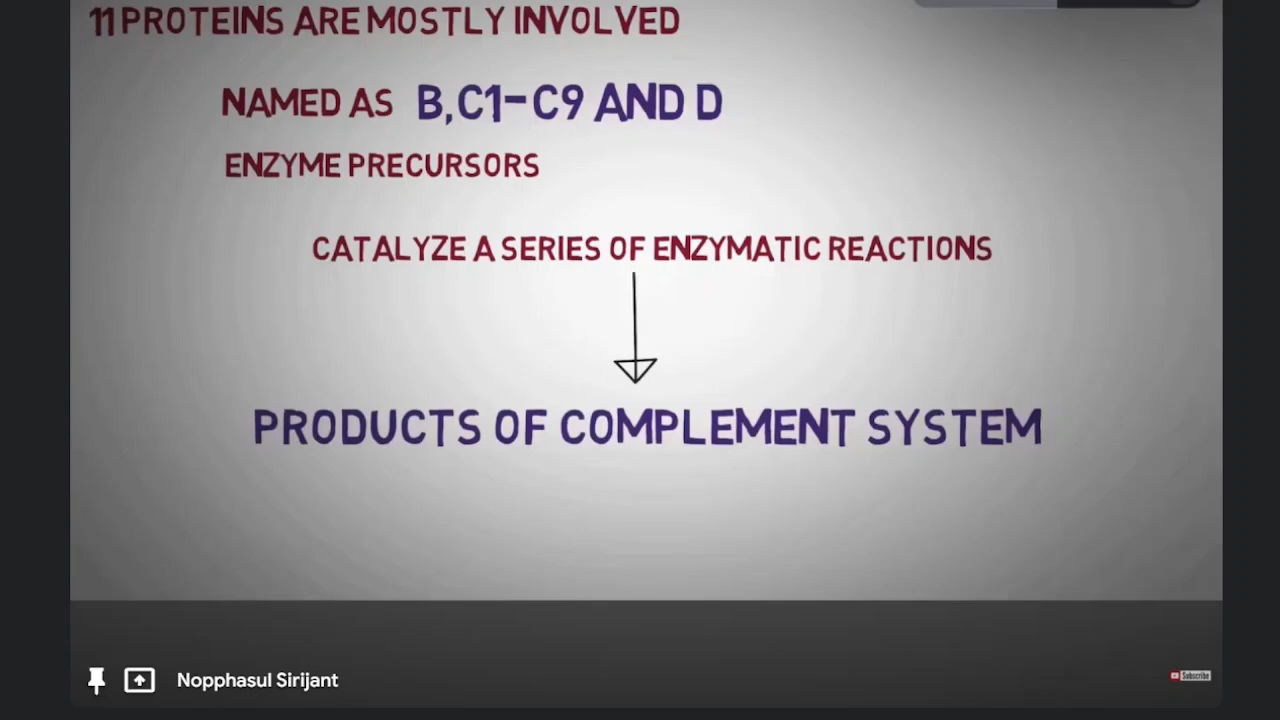 11 PROTEINS ARE MOSTLY INVOLVED
NAMED AS B,C1-C9 AND D
ENZYME PRECURSORS
CATALYZE A SERIES OF ENZYMATIC REACTIONS
PRODUCTS OF COMPLEMENT SYSTEM
Nopphasul Sirijant
Subscribe